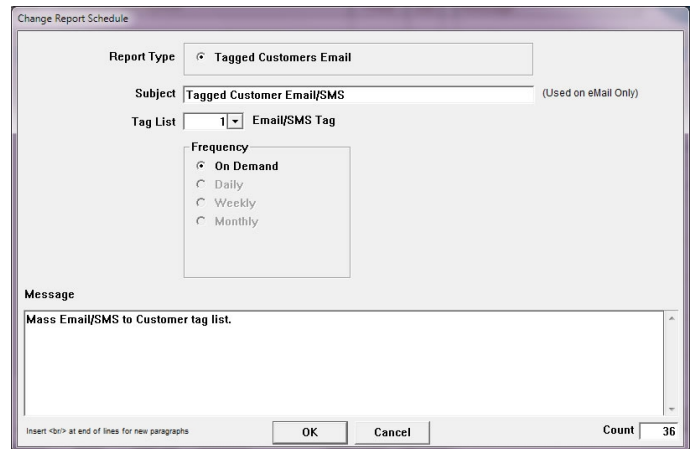 Change Report Schedule
Report Type Tagged Customers Email
Subject Tagged Customer Email/SMS (Used on eMail Only)
Tag List 1 Email/SMS Tag
Frequency
On Demand
Daily
Weekly
Monthly
Message
Mass Email/SMS to Customer tag list.
Insert <br/> at end of lines for new paragraphs OK Cancel Count 36